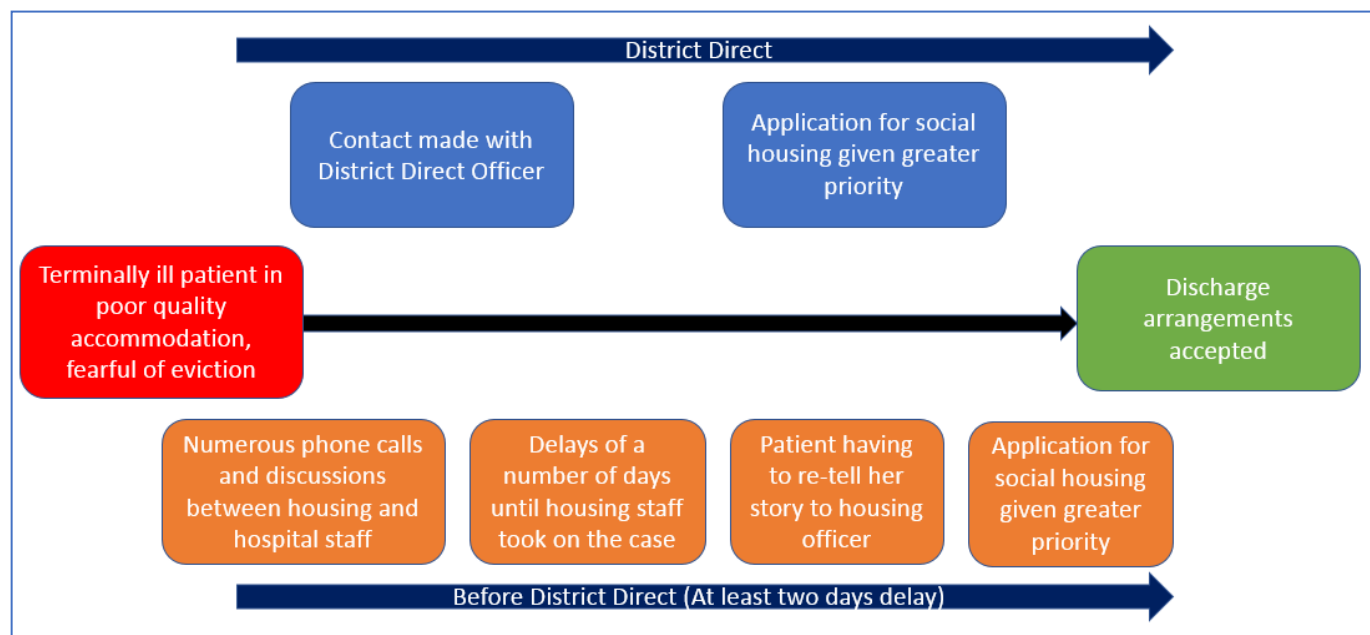 District Direct
Contact made with
District Direct Officer
Application for social
housing given greater
priority
Terminally ill patient in
poor quality
accommodation,
fearful of eviction
Discharge
arrangements
accepted
Numerous phone calls
and discussions
between housing and
hospital staff
Delays of a
number of days
until housing staff
took on the case
Patient having
to re-tell her
story to housing
officer
Application for
social housing
given greater
priority
Before District Direct (At least two days delay)